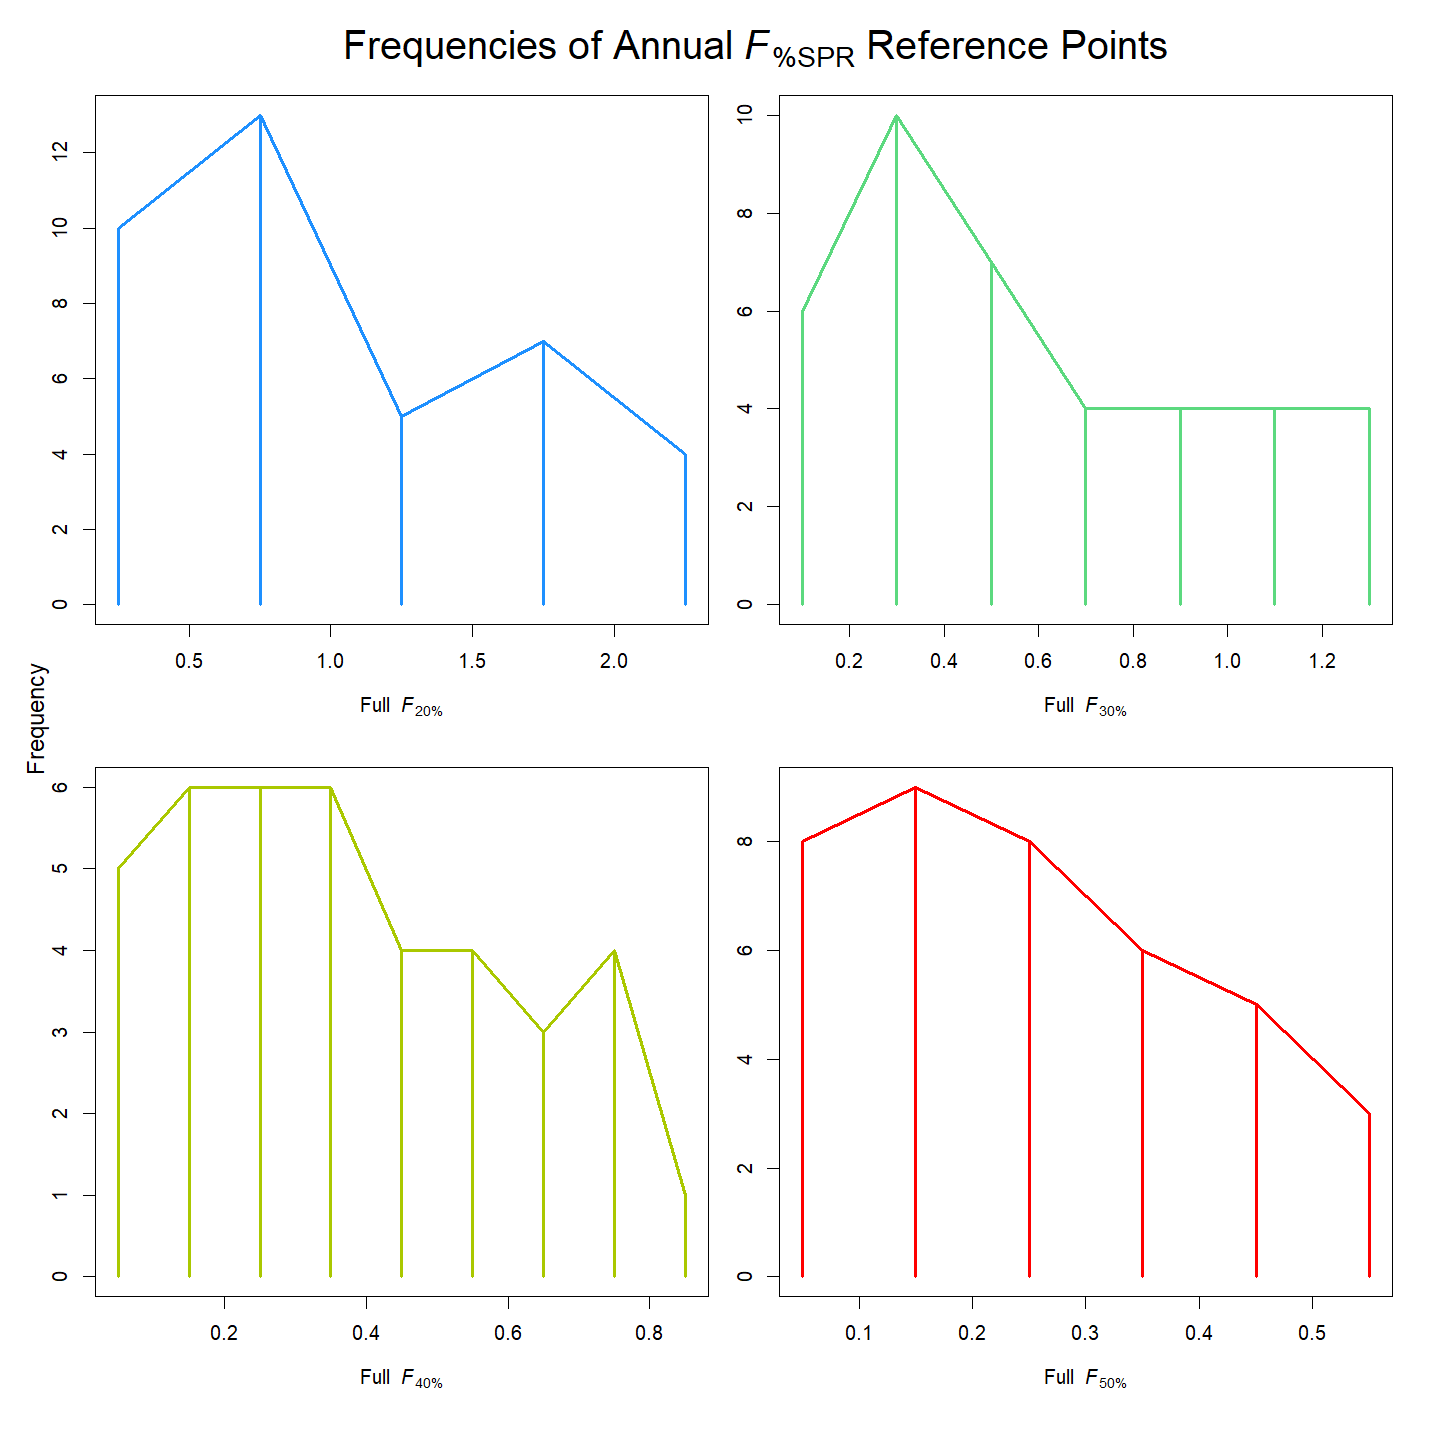 Frequencies of Annual F%SPR Reference Points
Frequency
0 2 4 6 8 10 12
0.5 1.0 1.5 2.0
Full F20%
0 2 4 6 8 10
0.2 0.4 0.6 0.8 1.0 1.2
Full F30%
0 1 2 3 4 5 6
0.2 0.4 0.6 0.8
Full F40%
0 2 4 6 8
0.1 0.2 0.3 0.4 0.5
Full F50%